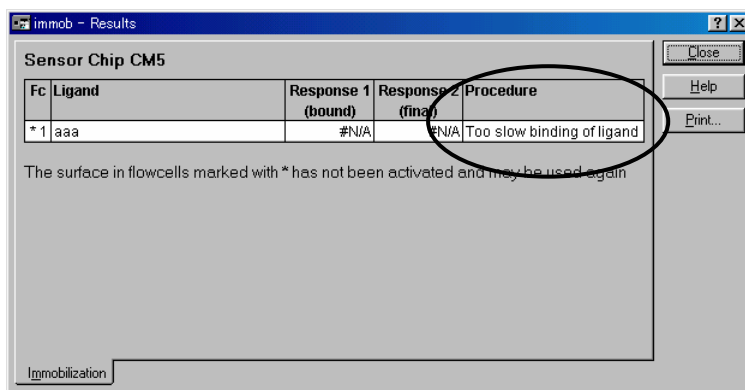 immob - Results
Close
Help
Print...
Sensor Chip CM5
Fc Ligand Response 1 (bound) Response 2 (final) Procedure
* 1 aaa #N/A #N/A Too slow binding of ligand
The surface in flowcells marked with * has not been activated and may be used again
Immobilization